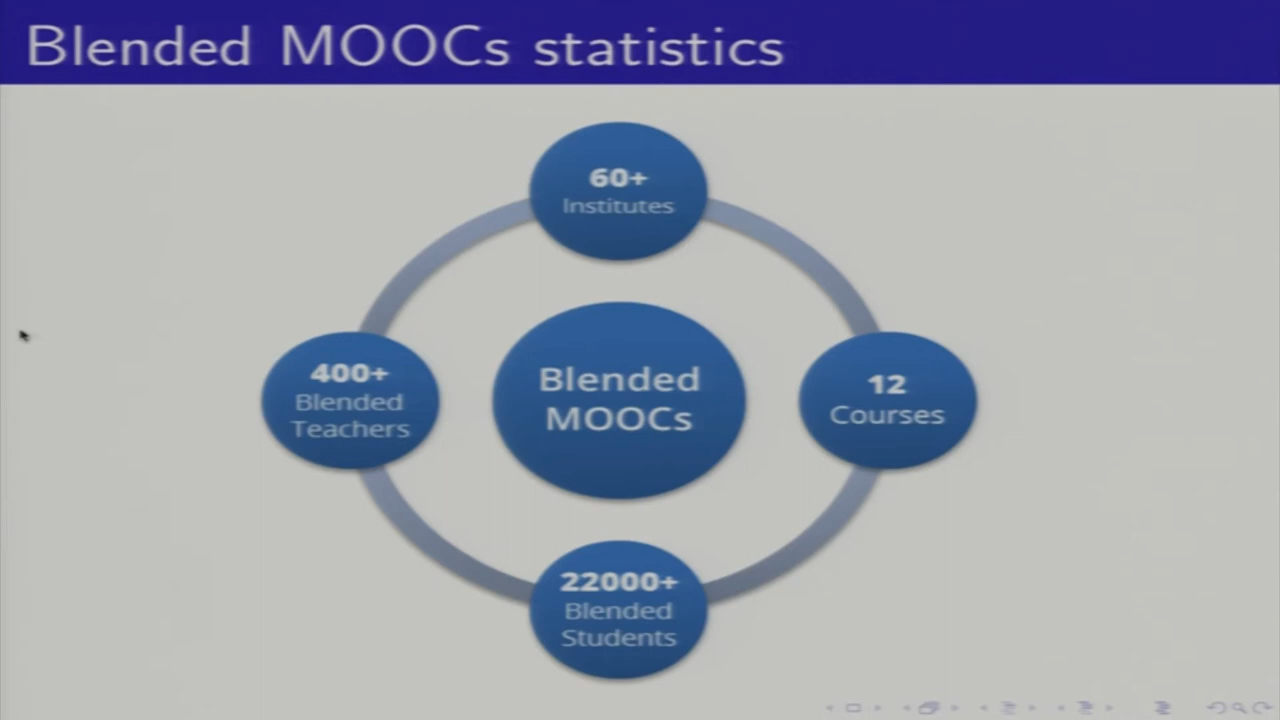 Blended MOOCs statistics
60+
Institutes
400+
Blended
Teachers
Blended
MOOCs
12
Courses
22000+
Blended
Students